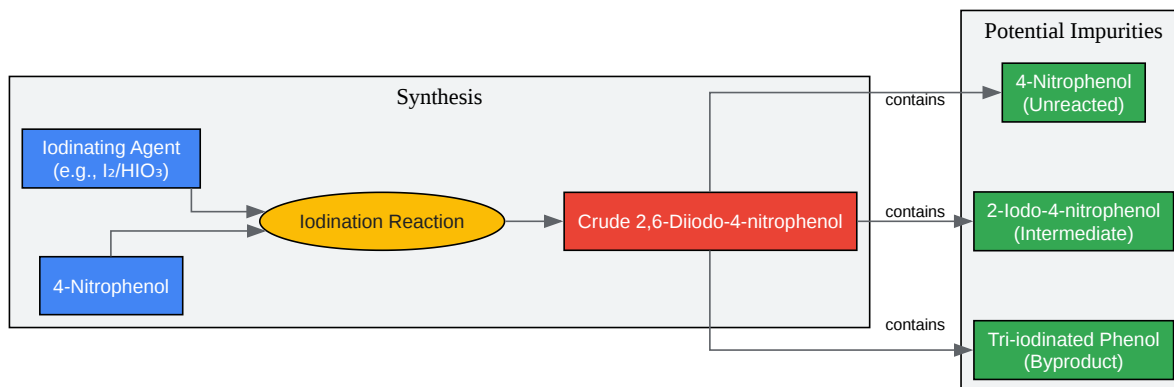 Potential Impurities
Synthesis
4-Nitrophenol
(Unreacted)
contains
Iodinating Agent
(e.g., I₂/HIO₃)
Iodination Reaction
Crude 2,6-Diiodo-4-nitrophenol
contains
2-Iodo-4-nitrophenol
(Intermediate)
4-Nitrophenol
contains
Tri-iodinated Phenol
(Byproduct)